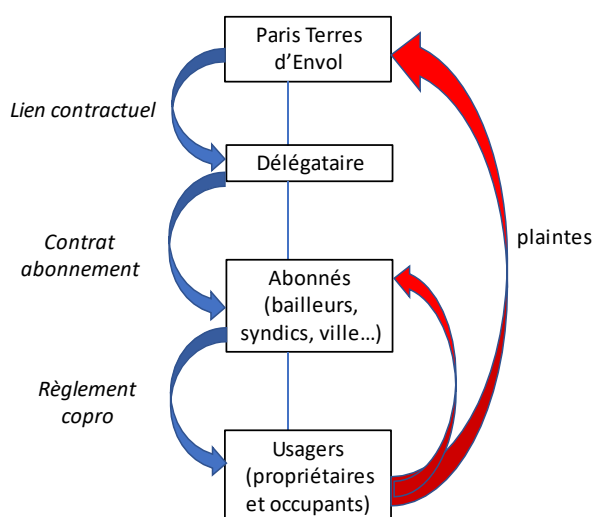 Paris Terres
d’Envol
Lien contractuel
Délégataire
Contrat
abonnement
plaintes
Abonnés
(bailleurs,
syndics, ville…)
Règlement
copro
Usagers
(propriétaires
et occupants)